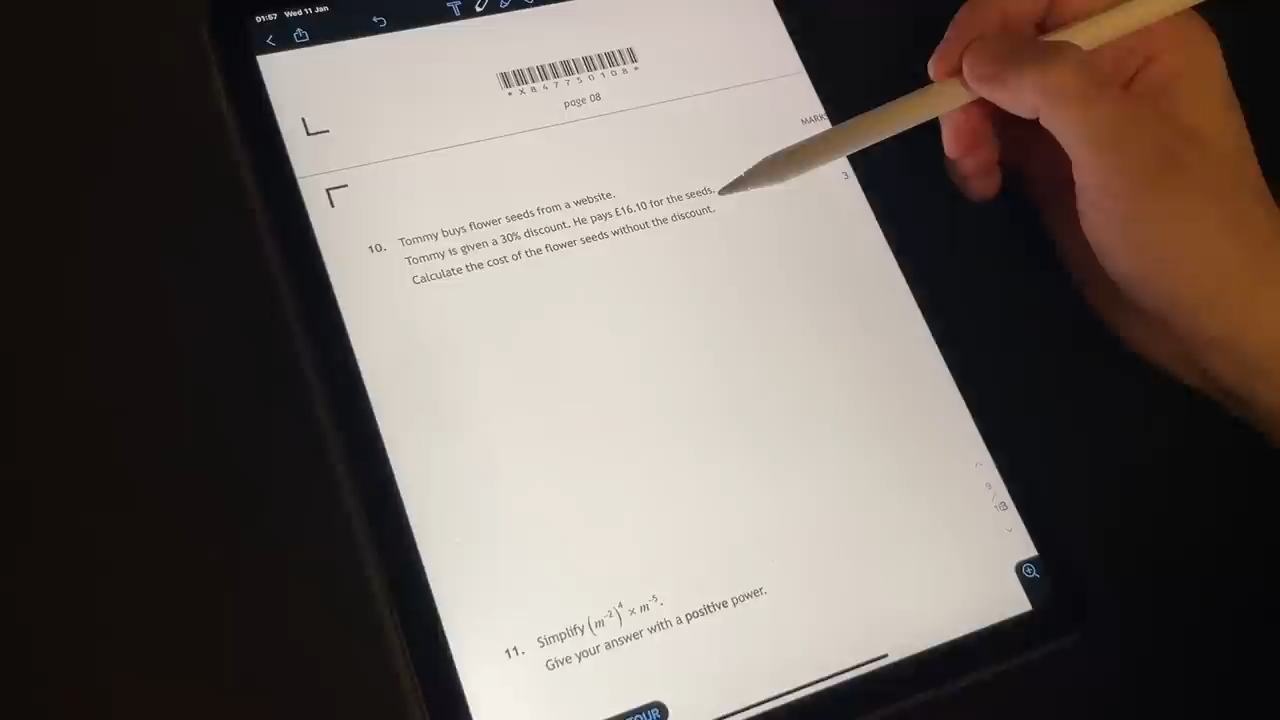 01:57 Wed 11 Jan
*X847750108*
page 08
MARKS
3
10. Tommy buys flower seeds from a website.
Tommy is given a 30% discount. He pays £16.10 for the seeds.
Calculate the cost of the flower seeds without the discount.
9
/
11. Simplify (m⁻²)⁴ × m⁻⁵.
Give your answer with a positive power.